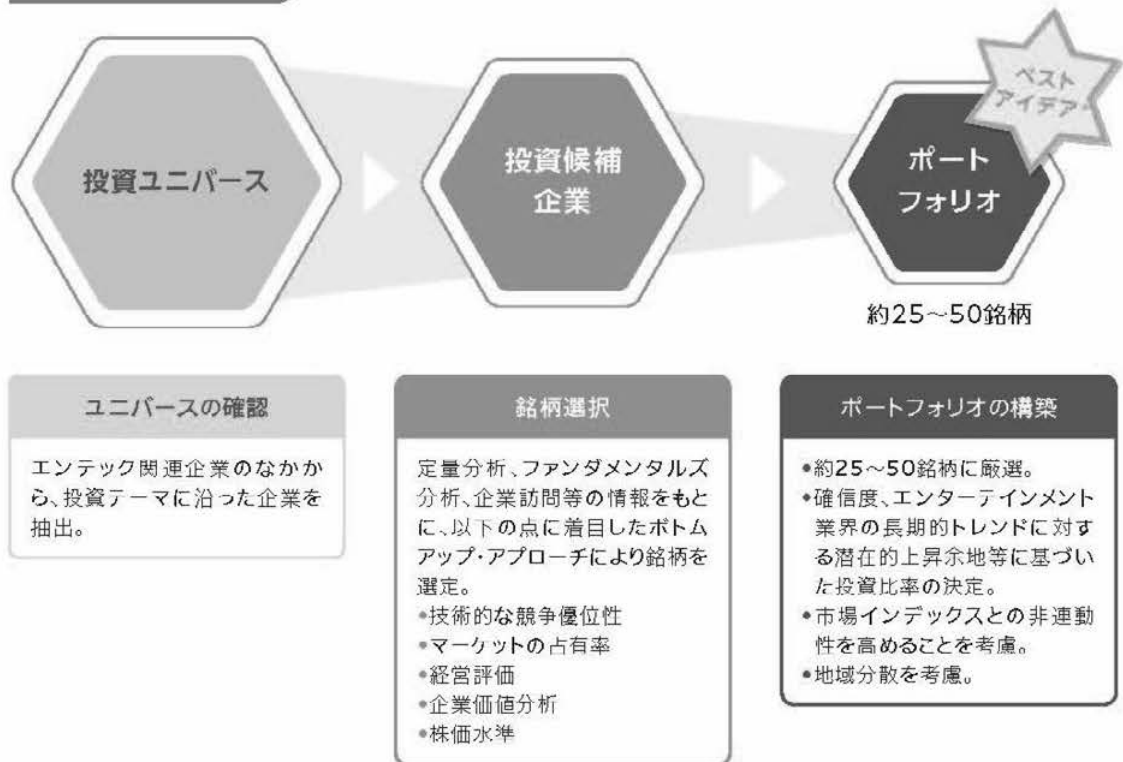 投資ユニバース
投資候補
企業
ベスト
アイデア
ポート
フォリオ
約25〜50銘柄
ユニバースの確認
エンテック関連企業のなかか
ら、投資テーマに沿った企業を
抽出。
銘柄選択
定量分析、ファンダメンタルズ
分析、企業訪問等の情報をもと
に、以下の点に着目したボトム
アップ・アプローチにより銘柄を
選定。
•技術的な競争優位性
•マーケットの占有率
•経営評価
•企業価値分析
•株価水準
ポートフォリオの構築
•約25〜50銘柄に厳選。
•確信度、エンターテインメント
業界の長期的トレンドに対す
る潜在的上昇余地等に基づい
た投資比率の決定。
•市場インデックスとの非連動
性を高めることを考慮。
•地域分散を考慮。